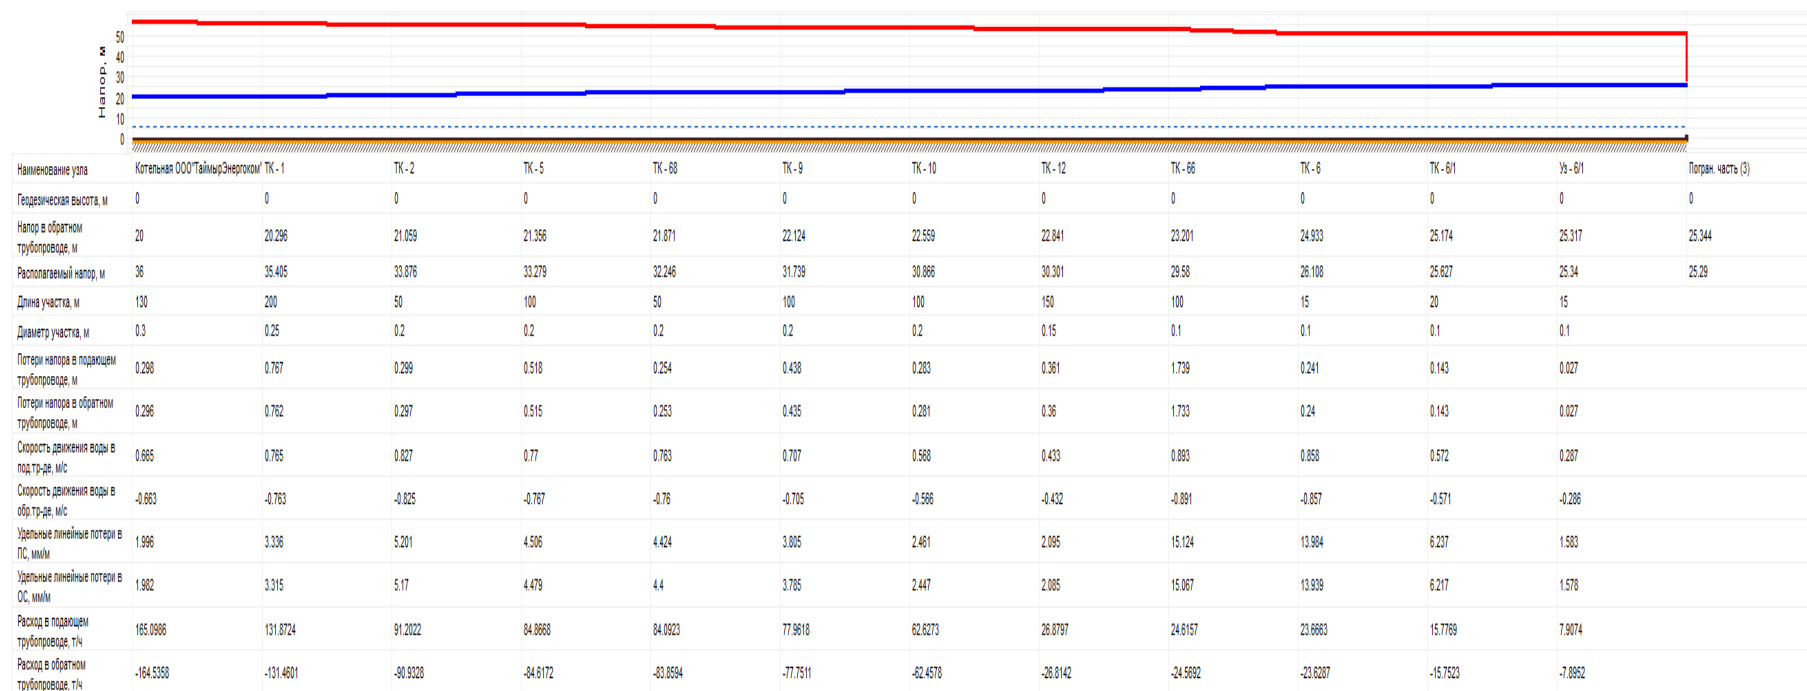 Напор, м
50
40
30
20
10
0
Наименование узла Котельная ООО"ТаймырЭнергоком" ТК - 1 ТК - 2 ТК - 5 ТК - 68 ТК - 9 ТК - 10 ТК - 12 ТК - 66 ТК - 6 ТК - 6/1 Уз - 6/1 Погран. часть (3)
Геодезическая высота, м 0 0 0 0 0 0 0 0 0 0 0 0 0
Напор в обратном
трубопроводе, м 20 20.296 21.059 21.356 21.871 22.124 22.559 22.841 23.201 24.933 25.174 25.317 25.344
Располагаемый напор, м 36 35.405 33.876 33.279 32.246 31.739 30.866 30.301 29.58 26.108 25.627 25.34 25.29
Длина участка, м 130 200 50 100 50 100 100 150 100 15 20 15
Диаметр участка, м 0.3 0.25 0.2 0.2 0.2 0.2 0.2 0.15 0.1 0.1 0.1 0.1
Потери напора в подающем
трубопроводе, м 0.298 0.767 0.299 0.518 0.254 0.438 0.283 0.361 1.739 0.241 0.143 0.027
Потери напора в обратном
трубопроводе, м 0.296 0.762 0.297 0.515 0.253 0.435 0.281 0.36 1.733 0.24 0.143 0.027
Скорость движения воды в
под.тр-де, м/с 0.665 0.765 0.827 0.77 0.763 0.707 0.568 0.433 0.893 0.858 0.572 0.287
Скорость движения воды в
обр.тр-де, м/с -0.663 -0.763 -0.825 -0.767 -0.76 -0.705 -0.566 -0.432 -0.891 -0.857 -0.571 -0.286
Удельные линейные потери в
ПС, мм/м 1.996 3.336 5.201 4.506 4.424 3.805 2.461 2.095 15.124 13.984 6.237 1.583
Удельные линейные потери в
ОС, мм/м 1.982 3.315 5.17 4.479 4.4 3.785 2.447 2.085 15.067 13.939 6.217 1.578
Расход в подающем
трубопроводе, т/ч 165.0986 131.8724 91.2022 84.8668 84.0923 77.9618 62.6273 26.8797 24.6157 23.6663 15.7769 7.9074
Расход в обратном
трубопроводе, т/ч -164.5358 -131.4601 -90.9328 -84.6172 -83.8594 -77.7511 -62.4578 -26.8142 -24.5692 -23.6287 -15.7523 -7.8952